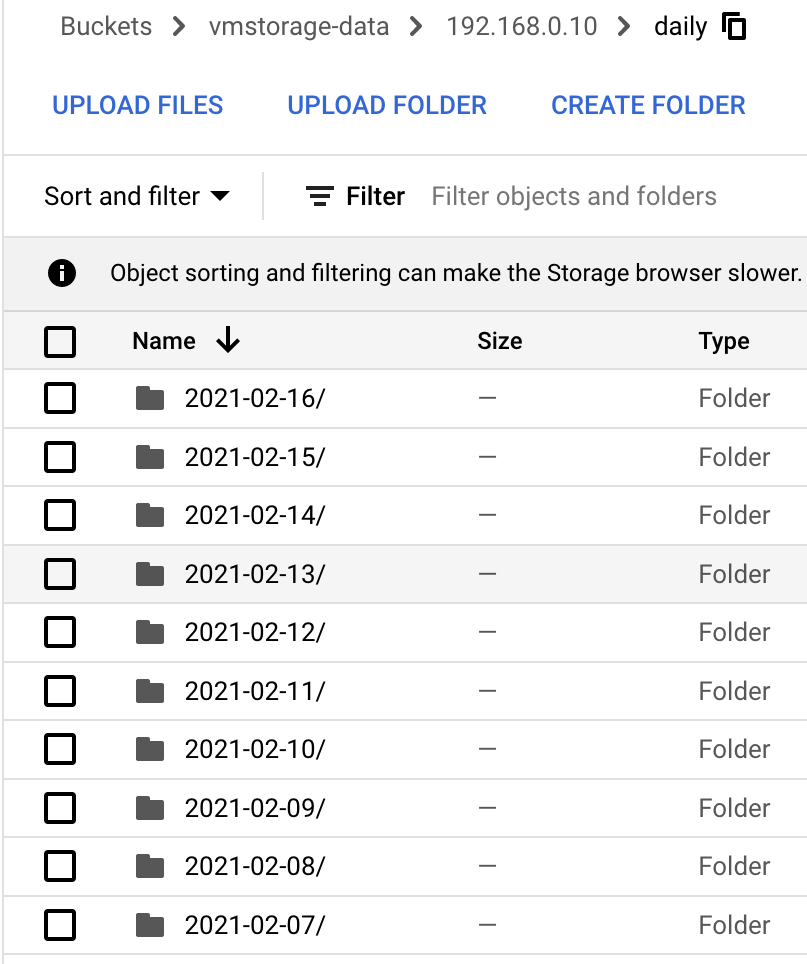 Buckets > vmstorage-data > 192.168.0.10 > daily
UPLOAD FILES UPLOAD FOLDER CREATE FOLDER
Sort and filter Filter Filter objects and folders
Object sorting and filtering can make the Storage browser slower.
Name Size Type
2021-02-16/ — Folder
2021-02-15/ — Folder
2021-02-14/ — Folder
2021-02-13/ — Folder
2021-02-12/ — Folder
2021-02-11/ — Folder
2021-02-10/ — Folder
2021-02-09/ — Folder
2021-02-08/ — Folder
2021-02-07/ — Folder